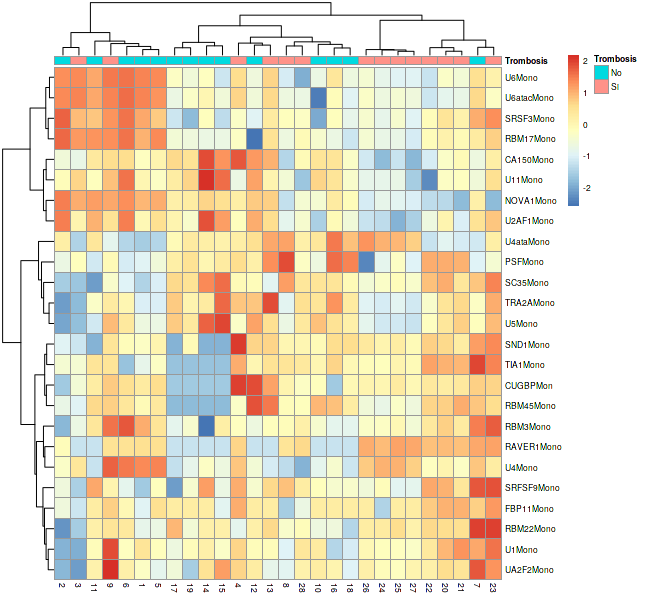 Trombosis
U6Mono
U6atacMono
SRSF3Mono
RBM17Mono
CA150Mono
U11Mono
NOVA1Mono
U2AF1Mono
U4ataMono
PSFMono
SC35Mono
TRA2AMono
U5Mono
SND1Mono
TIA1Mono
CUGBPMon
RBM45Mono
RBM3Mono
RAVER1Mono
U4Mono
SRFSF9Mono
FBP11Mono
RBM22Mono
U1Mono
UA2F2Mono
2 3 11 9 6 1 5 17 19 14 15 4 12 13 8 28 10 16 18 26 24 25 27 22 20 21 7 23
2
1
0
-1
-2
Trombosis
No
SI